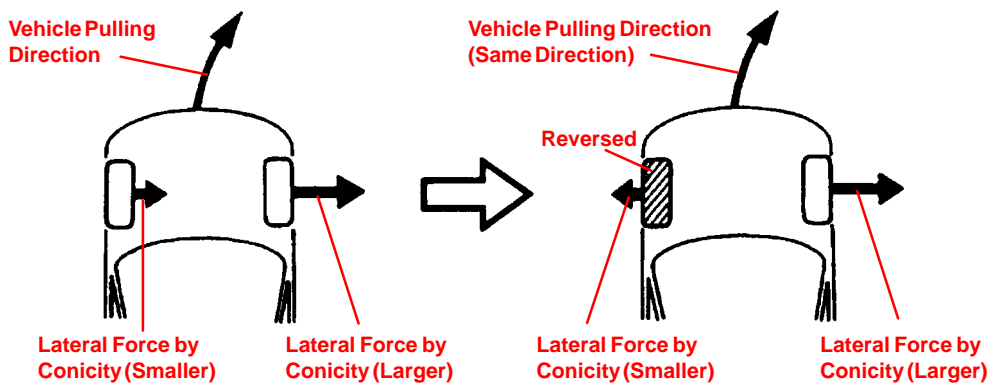 Vehicle Pulling
Direction
Vehicle Pulling Direction
(Same Direction)
Reversed
Lateral Force by
Conicity (Smaller)
Lateral Force by
Conicity (Larger)
Lateral Force by
Conicity (Smaller)
Lateral Force by
Conicity (Larger)